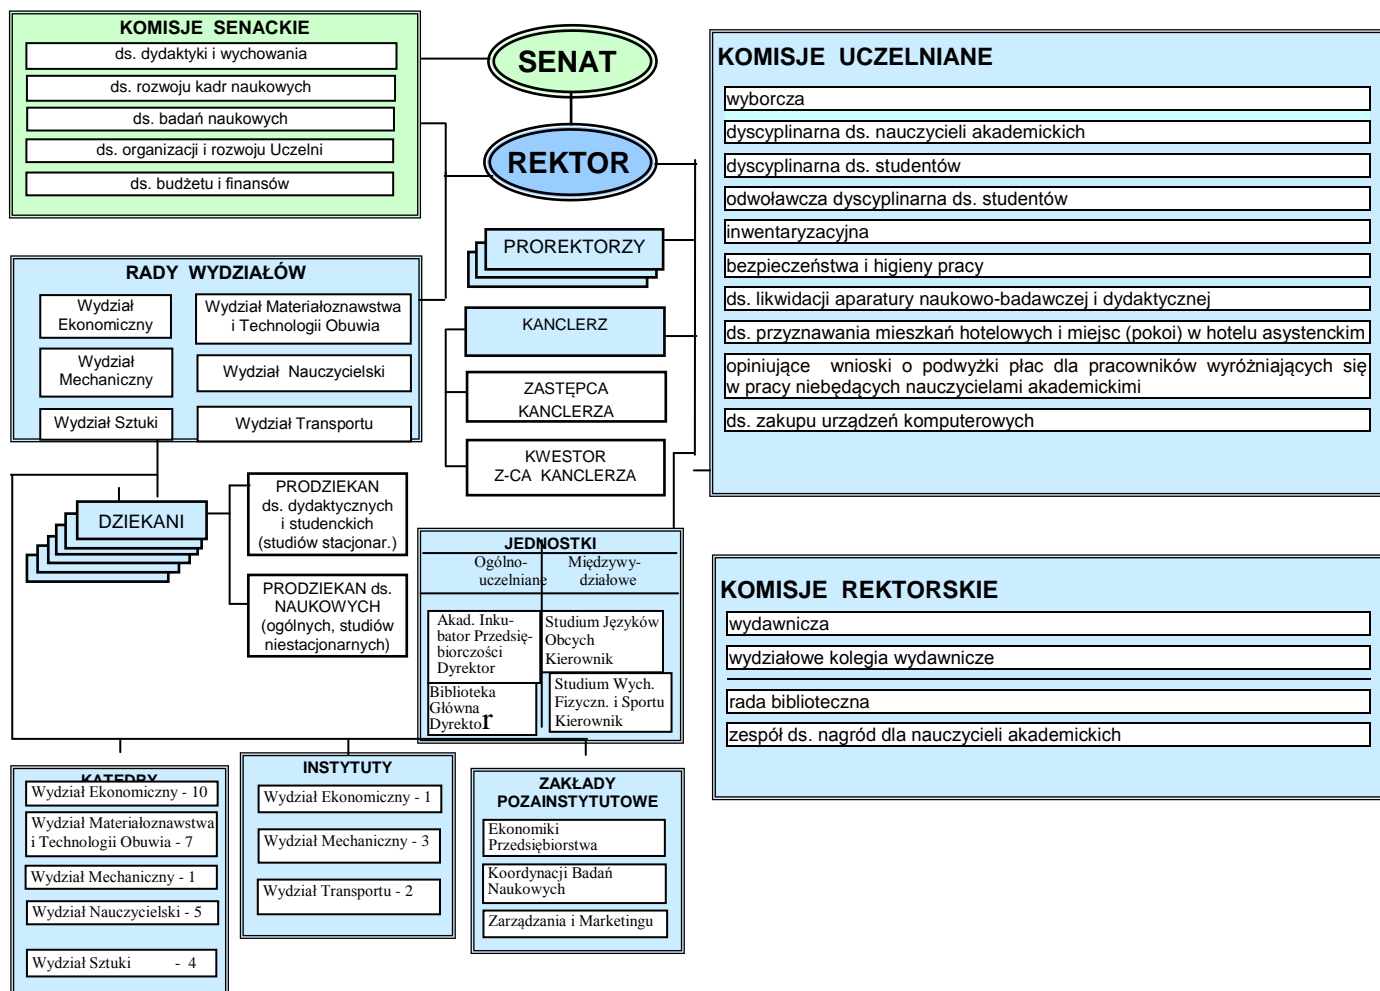 KOMISJE SENACKIE
ds. dydaktyki i wychowania
ds. rozwoju kadr naukowych
ds. badań naukowych
ds. organizacji i rozwoju Uczelni
ds. budżetu i finansów
SENAT
REKTOR
PROREKTORZY
KANCLERZ
ZASTĘPCA
KANCLERZA
KWESTOR
Z-CA KANCLERZA
KOMISJE UCZELNIANE
wyborcza
dyscyplinarna ds. nauczycieli akademickich
dyscyplinarna ds. studentów
odwoławcza dyscyplinarna ds. studentów
inwentaryzacyjna
bezpieczeństwa i higieny pracy
ds. likwidacji aparatury naukowo-badawczej i dydaktycznej
ds. przyznawania mieszkań hotelowych i miejsc (pokoi) w hotelu asystenckim
opiniujące wnioski o podwyżki płac dla pracowników wyróżniających się
w pracy niebędących nauczycielami akademickimi
ds. zakupu urządzeń komputerowych
RADY WYDZIAŁÓW
Wydział
Ekonomiczny
Wydział Materiałoznawstwa
i Technologii Obuwia
Wydział
Mechaniczny
Wydział Nauczycielski
Wydział Sztuki
Wydział Transportu
DZIEKANI
PRODZIEKAN
ds. dydaktycznych
i studenckich
(studiów stacjonar.)
PRODZIEKAN ds.
NAUKOWYCH
(ogólnych, studiów
niestacjonarnych)
JEDNOSTKI
Ogólno-
uczelniane
Międzywy-
działowe
Akad. Inku-
bator Przedsię-
biorczości
Dyrektor
Biblioteka
Główna
Dyrektor
Studium Języków
Obcych
Kierownik
Studium Wych.
Fizyczn. i Sportu
Kierownik
KOMISJE REKTORSKIE
wydawnicza
wydziałowe kolegia wydawnicze
rada biblioteczna
zespół ds. nagród dla nauczycieli akademickich
KATEDRY
Wydział Ekonomiczny - 10
Wydział Materiałoznawstwa
i Technologii Obuwia - 7
Wydział Mechaniczny - 1
Wydział Nauczycielski - 5
Wydział Sztuki - 4
INSTYTUTY
Wydział Ekonomiczny - 1
Wydział Mechaniczny - 3
Wydział Transportu - 2
ZAKŁADY
POZAINSTYTUTOWE
Ekonomiki
Przedsiębiorstwa
Koordynacji Badań
Naukowych
Zarządzania i Marketingu